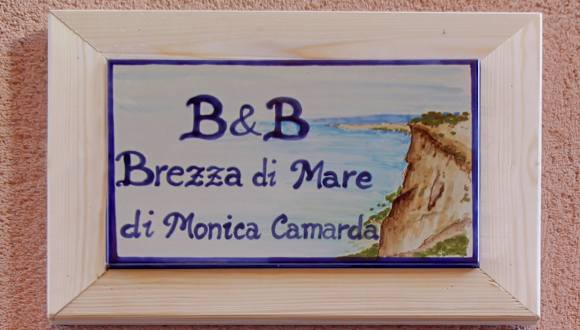 B&B
Brezza di Mare
di Monica Camarda